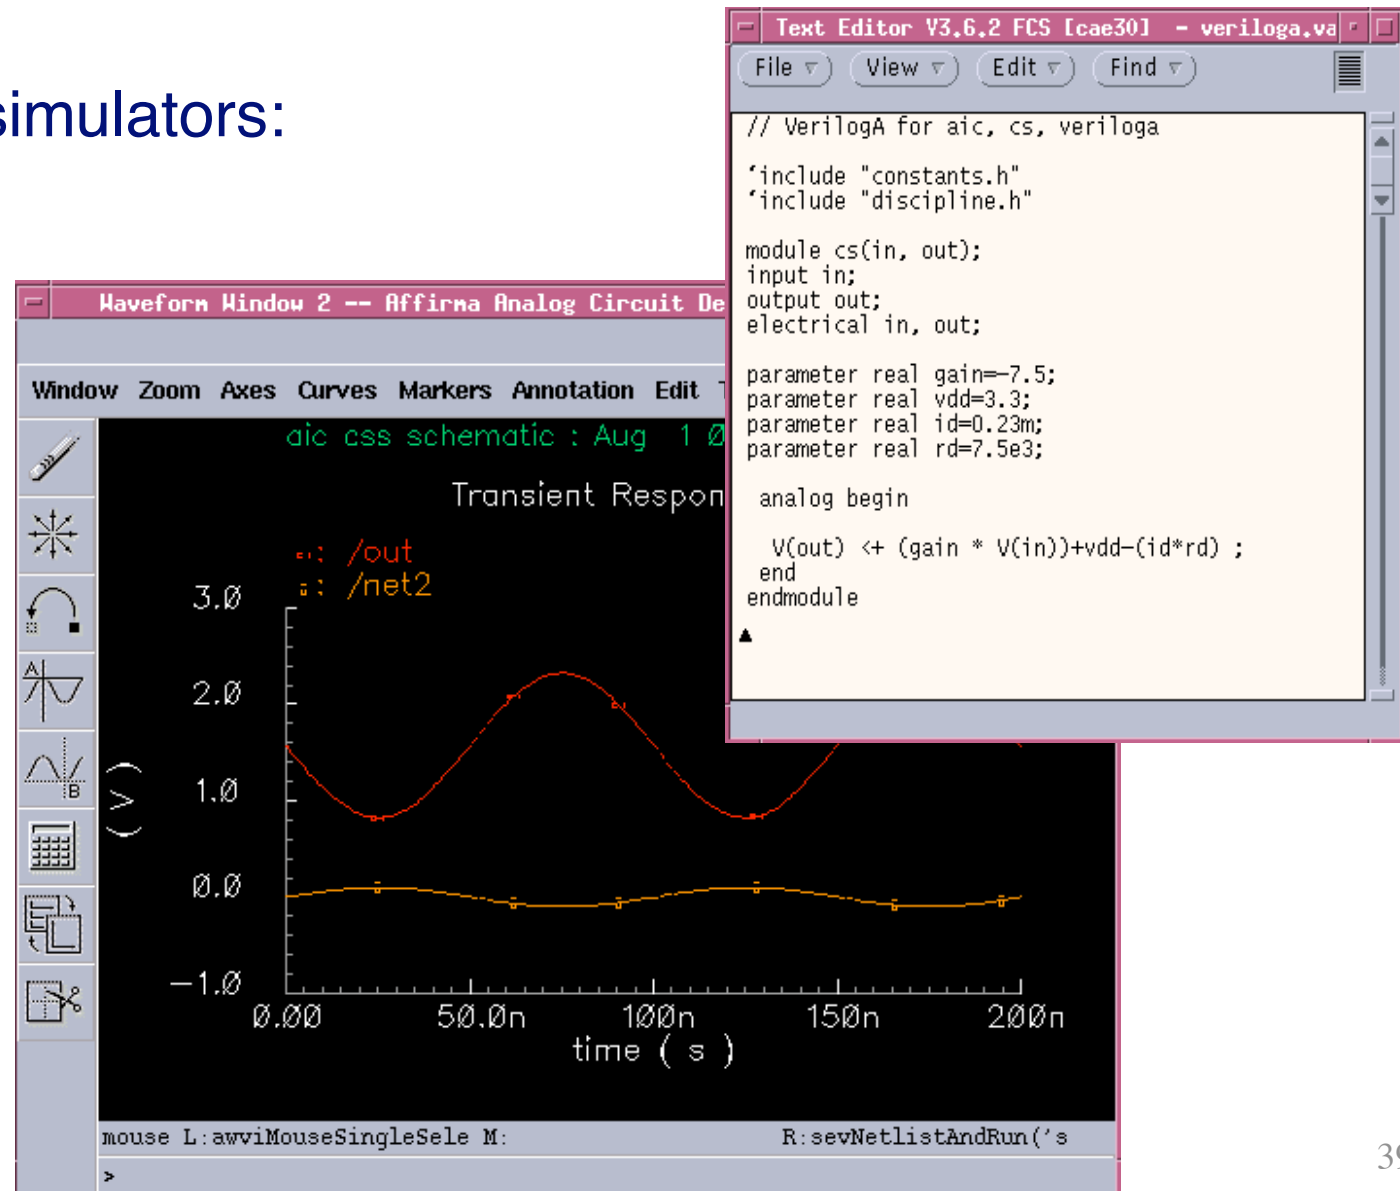 simulators:
Text Editor V3.6.2 FCS [cae30] - veriloga.va
File View Edit Find
// VerilogA for aic, cs, veriloga
‘include "constants.h"
‘include "discipline.h"
module cs(in, out);
input in;
output out;
electrical in, out;
parameter real gain=-7.5;
parameter real vdd=3.3;
parameter real id=0.23m;
parameter real rd=7.5e3;
analog begin
V(out) <+ (gain * V(in))+vdd-(id*rd) ;
end
endmodule
Waveform Window 2 -- Affirma Analog Circuit De
Window Zoom Axes Curves Markers Annotation Edit
aic css schematic : Aug 1 0
Transient Respon
: /out
: /net2
3.0
2.0
1.0
0.0
-1.0
(V)
0.00 50.0n 100n 150n 200n
time ( s )
A
B
mouse L:awviMouseSingleSele M: R:sevNetlistAndRun('s
>
39